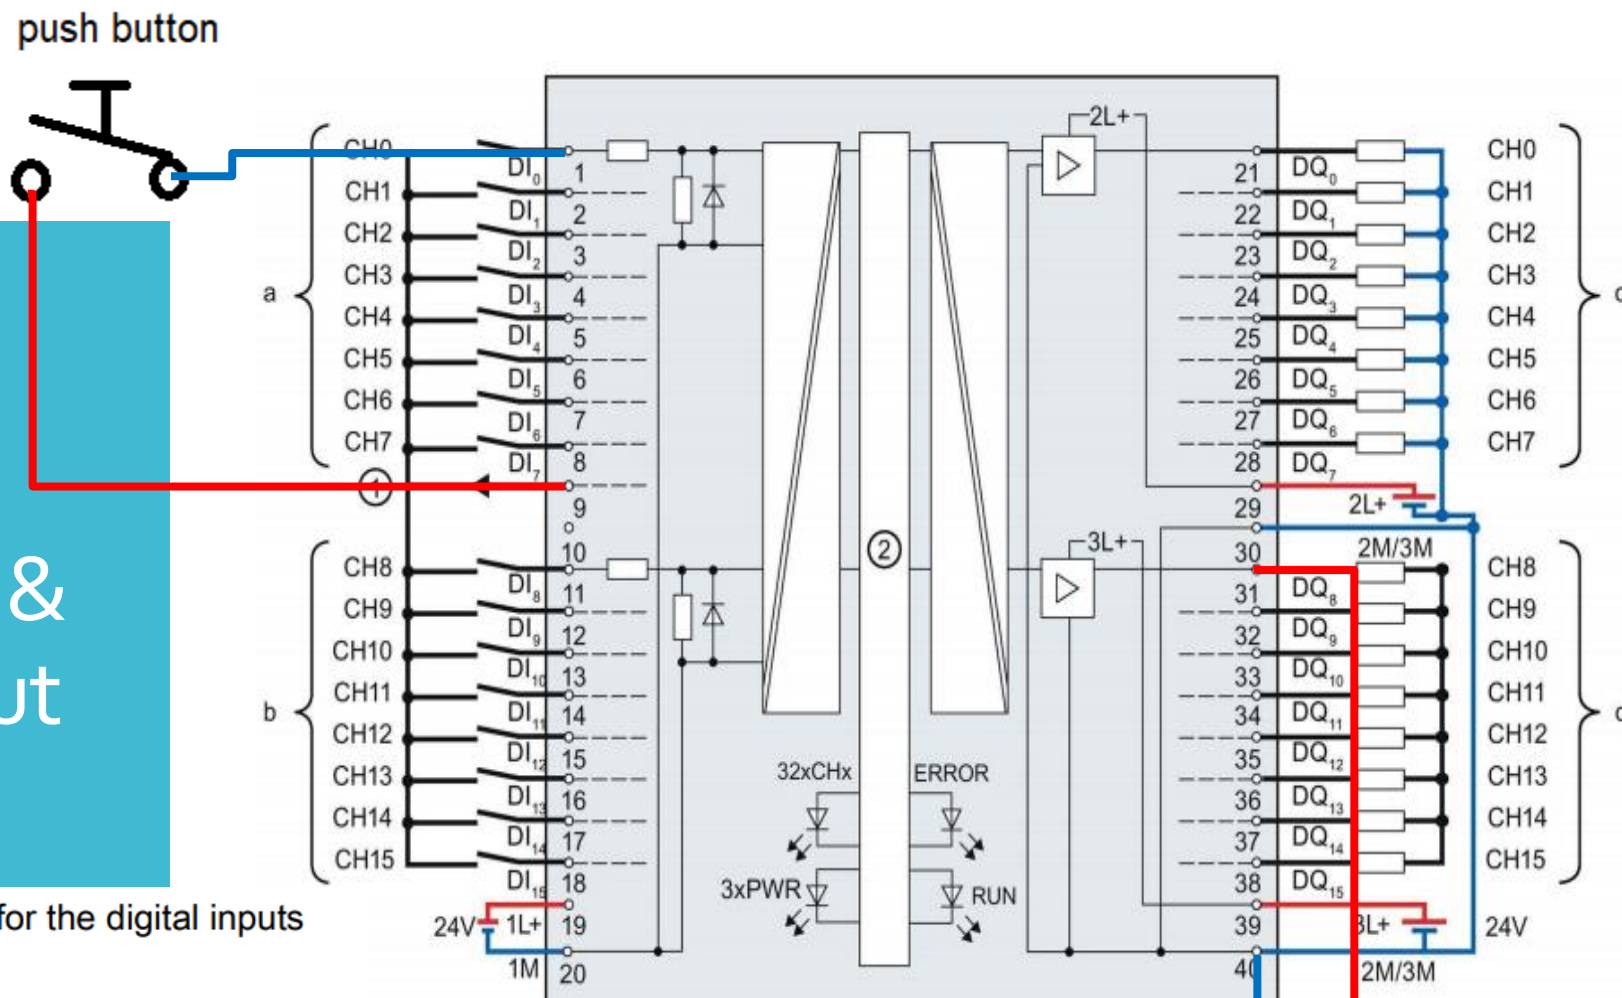 push button
2L+
CH0
DI0
1
21
DQ0
CH0
CH1
DI1
2
22
DQ1
CH1
CH2
DI2
3
23
DQ2
CH2
CH3
DI3
4
24
DQ3
CH3
a
CH4
DI4
5
25
DQ4
CH4
CH5
DI5
6
26
DQ5
CH5
CH6
DI6
7
27
DQ6
CH6
CH7
DI7
8
28
DQ7
CH7
1
9
29
2L+
2
3L+
10
30
2M/3M
&
CH8
DI8
11
31
DQ8
CH8
CH9
DI9
12
32
DQ9
CH9
CH10
DI10
13
33
DQ10
CH10
ut
CH11
DI11
14
34
DQ11
CH11
b
CH12
DI12
15
35
DQ12
CH12
32xCHx
ERROR
CH13
DI13
16
36
DQ13
CH13
CH14
DI14
17
37
DQ14
CH14
CH15
DI15
18
38
DQ15
CH15
3xPWR
RUN
for the digital inputs
24V
1L+
19
39
3L+
24V
1M
20
40
2M/3M